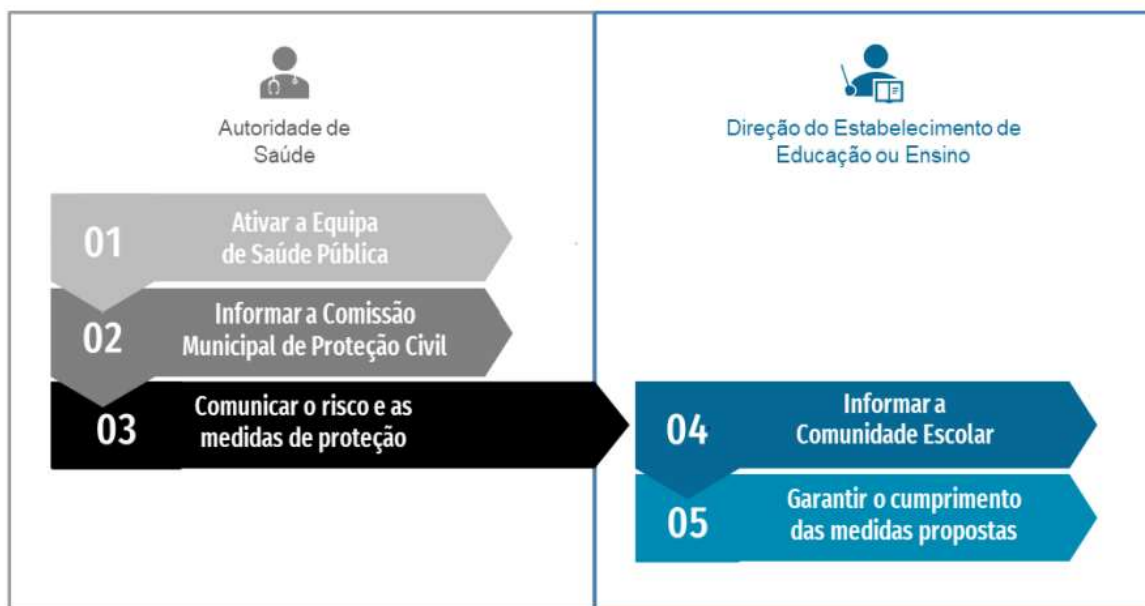 Autoridade de
Saúde
01
Ativar a Equipa
de Saúde Pública
02
Informar a Comissão
Municipal de Proteção Civil
03
Comunicar o risco e as
medidas de proteção
Direção do Estabelecimento de
Educação ou Ensino
04
Informar a
Comunidade Escolar
05
Garantir o cumprimento
das medidas propostas